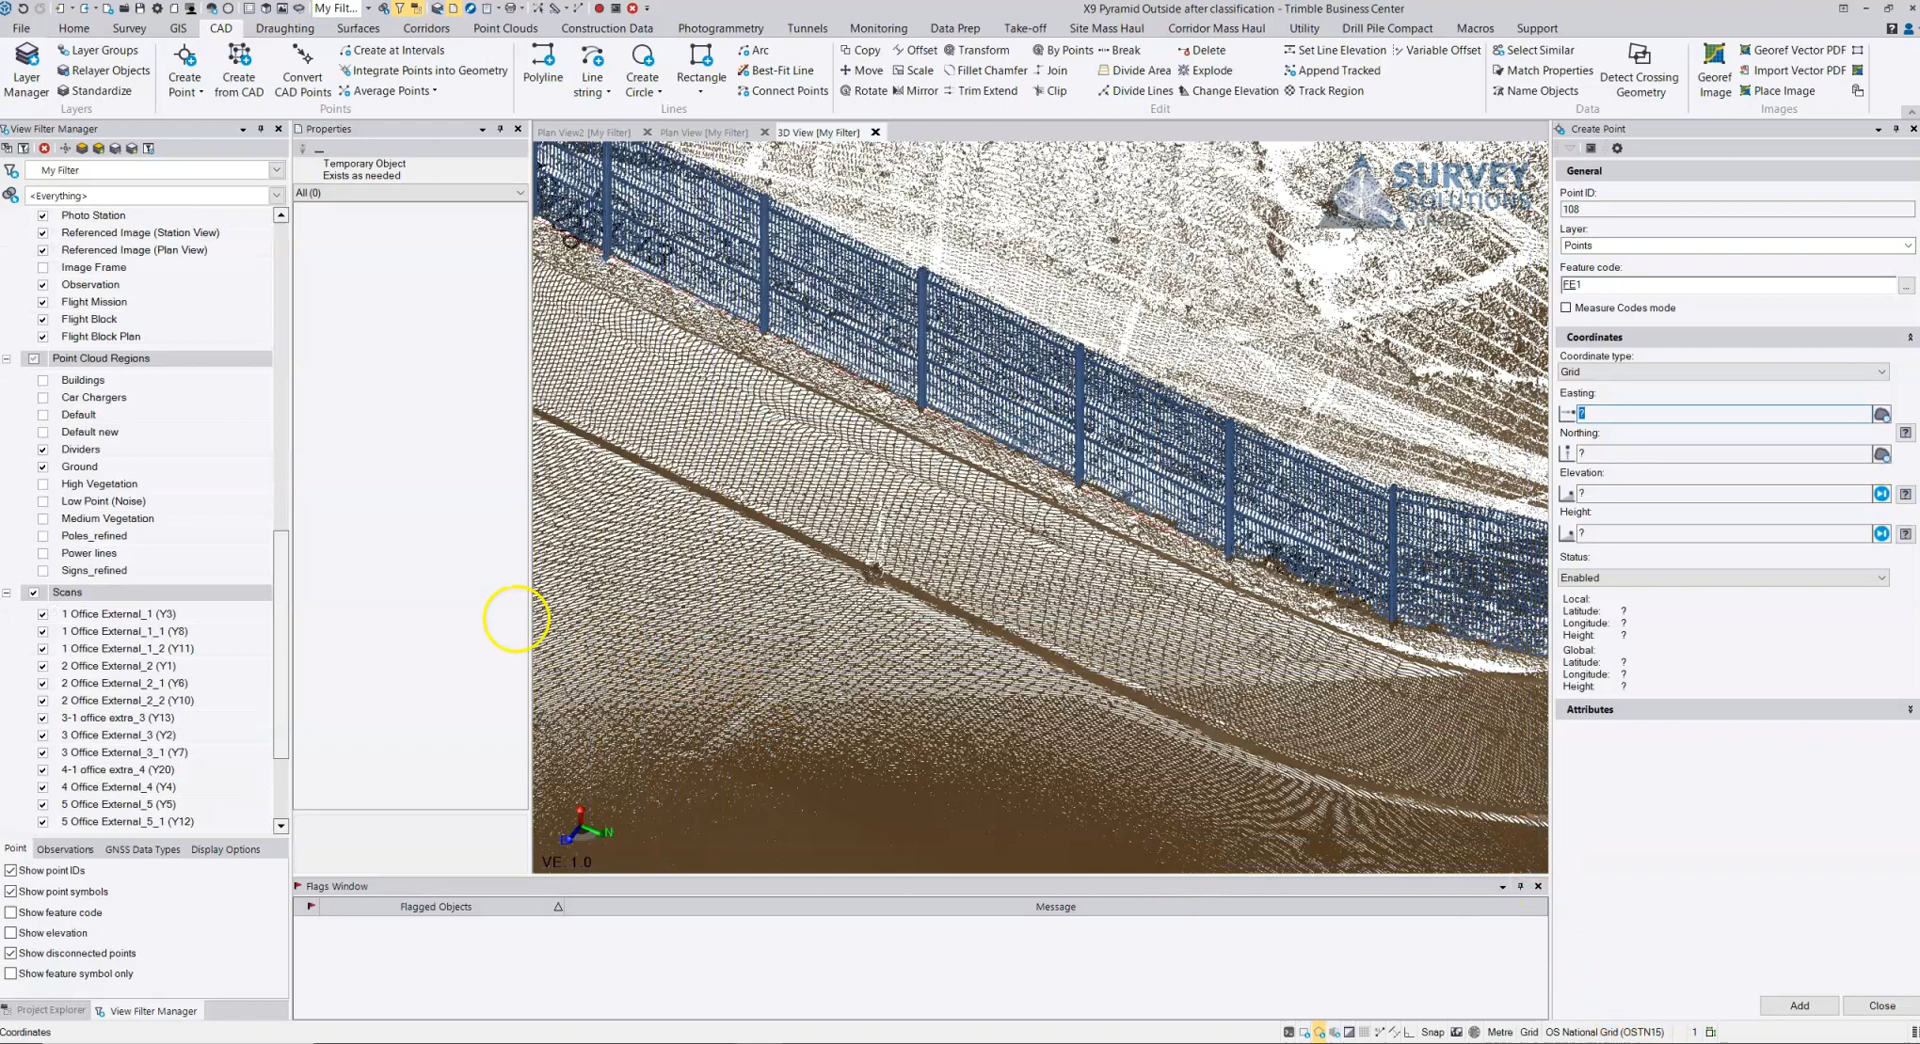 My Filt...
X9 Pyramid Outside after classification - Trimble Business Center
File Home Survey GIS CAD Draughting Surfaces Corridors Point Clouds Construction Data Photogrammetry Tunnels Monitoring Data Prep Take-off Utility Drill Pile Compact Corridor Mass Haul Site Mass Haul Macros Support
Layer Manager
Layer Groups
Relayer Objects
Standardize
Layers
Create Point
Create from CAD
Convert CAD Points
Create at Intervals
Integrate Points into Geometry
Average Points
Points
Polyline
Line string
Create Circle
Rectangle
Arc
Best-Fit Line
Connect Points
Lines
Copy Offset Transform By Points Break Delete Set Line Elevation Variable Offset
Move Scale Fillet Chamfer Join Divide Area Explode Append Tracked
Rotate Mirror Trim Extend Clip Divide Lines Change Elevation Track Region
Edit
Select Similar
Match Properties
Name Objects
Detect Crossing Geometry
Data
Georef Image
Georef Vector PDF
Import Vector PDF
Place Image
Images
View Filter Manager
My Filter
<Everything>
Photo Station
Referenced Image (Station View)
Referenced Image (Plan View)
Image Frame
Observation
Flight Mission
Flight Block
Flight Block Plan
Point Cloud Regions
Buildings
Car Chargers
Default
Default new
Dividers
Ground
High Vegetation
Low Point (Noise)
Medium Vegetation
Poles_refined
Power lines
Signs_refined
Scans
1 Office External_1 (Y3)
1 Office External_1_1 (Y8)
1 Office External_1_2 (Y11)
2 Office External_2 (Y1)
2 Office External_2_1 (Y6)
2 Office External_2_2 (Y10)
3-1 office extra_3 (Y13)
3 Office External_3 (Y2)
3 Office External_3_1 (Y7)
4-1 office extra_4 (Y20)
4 Office External_4 (Y4)
5 Office External_5 (Y5)
5 Office External_5_1 (Y12)
Point Observations GNSS Data Types Display Options
Show point IDs
Show point symbols
Show feature code
Show elevation
Show disconnected points
Show feature symbol only
Project Explorer View Filter Manager
Coordinates
Properties
Temporary Object
Exists as needed
All (0)
Plan View2 [My Filter] Plan View [My Filter] 3D View [My Filter]
SURVEY
SOLUTIONS
N
VE: 1.0
Flags Window
Flagged Objects Message
Create Point
General
Point ID:
108
Layer:
Points
Feature code:
FE1
...
Measure Codes mode
Coordinates
Coordinate type:
Grid
Easting:
?
Northing:
?
Elevation:
?
Height:
?
Status:
Enabled
Local:
Latitude: ?
Longitude: ?
Height: ?
Global:
Latitude: ?
Longitude: ?
Height: ?
Attributes
Add Close
Snap Metre Grid OS National Grid (OSTN15) 1